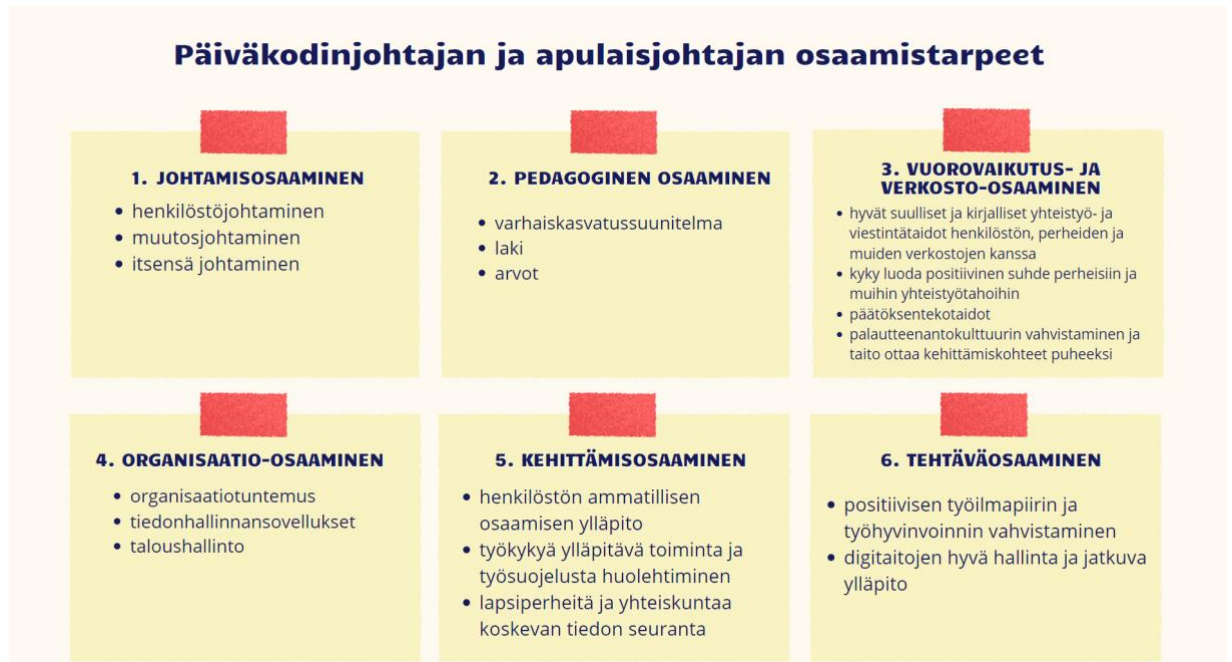 Päiväkodinjohtajan ja apulaisjohtajan osaamistarpeet
1. JOHTAMISOSAAMINEN
• henkilöstöjohtaminen
• muutosjohtaminen
• itsensä johtaminen
2. PEDAGOGINEN OSAAMINEN
• varhaiskasvatussuunitelma
• laki
• arvot
3. VUOROVAIKUTUS- JA
VERKOSTO-OSAAMINEN
• hyvät suulliset ja kirjalliset yhteistyö- ja
viestintätaidot henkilöstön, perheiden ja
muiden verkostojen kanssa
• kyky luoda positiivinen suhde perheisiin ja
muihin yhteistyötahoihin
• päätöksentekotaidot
• palautteenantokulttuurin vahvistaminen ja
taito ottaa kehittämiskohteet puheeksi
4. ORGANISAATIO-OSAAMINEN
• organisaatiotuntemus
• tiedonhallinnansovellukset
• taloushallinto
5. KEHITTÄMISOSAAMINEN
• henkilöstön ammatillisen
osaamisen ylläpito
• työkykyä ylläpitävä toiminta ja
työsuojelusta huolehtiminen
• lapsiperheitä ja yhteiskuntaa
koskevan tiedon seuranta
6. TEHTÄVÄOSAAMINEN
• positiivisen työilmapiirin ja
työhyvinvoinnin vahvistaminen
• digitaitojen hyvä hallinta ja jatkuva
ylläpito